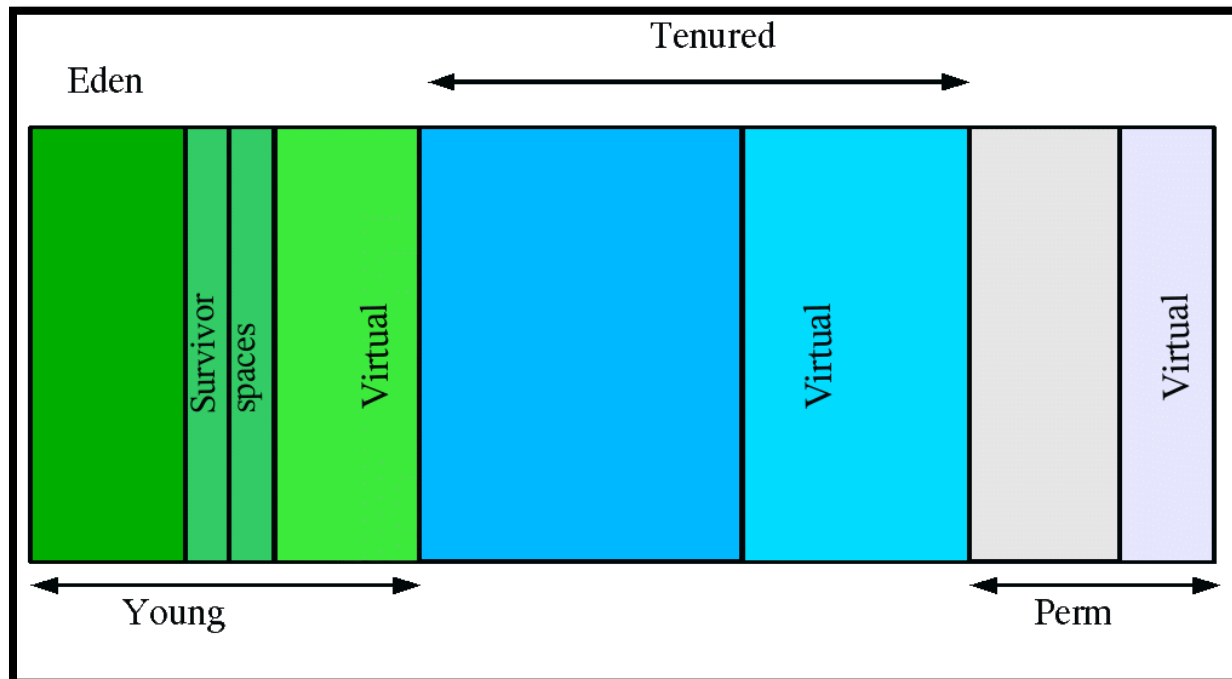 Tenured
Eden
Survivor
spaces
Virtual
Virtual
Virtual
Young
Perm